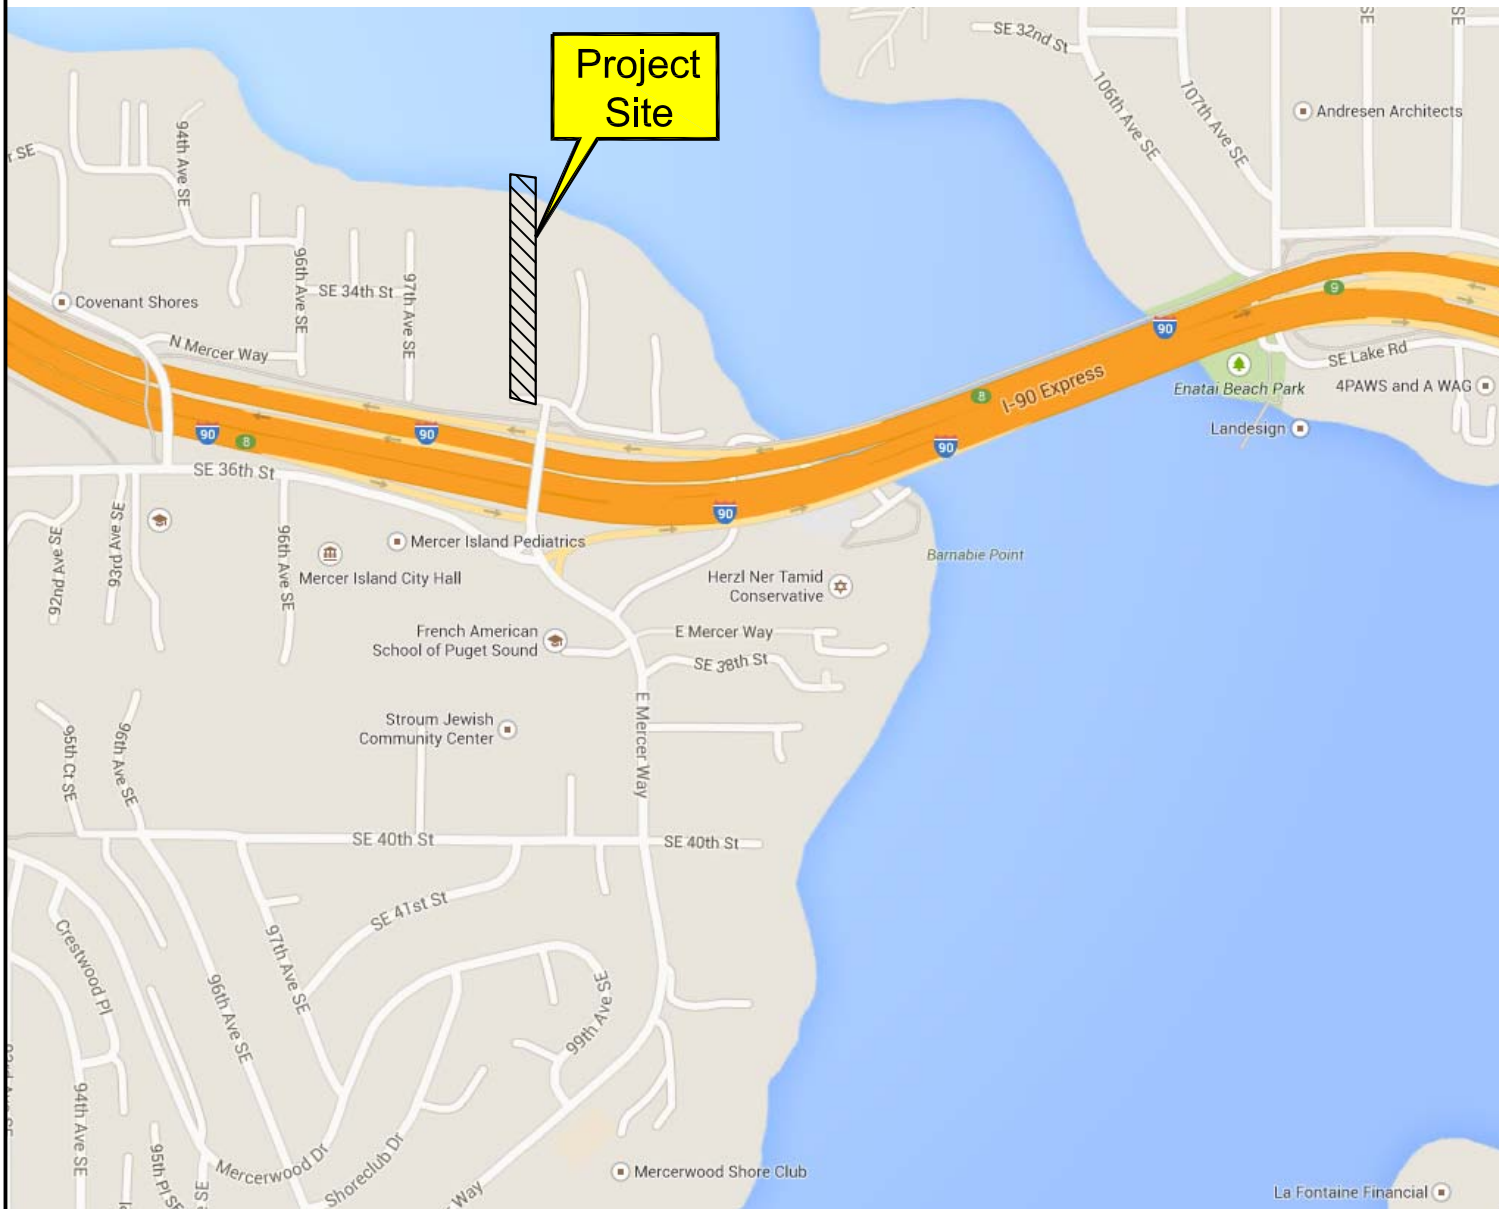 SE 32nd St
SE
SE
Project
Site
106th Ave SE
107th Ave SE
Andresen Architects
94th Ave SE
r SE
96th Ave SE
SE 34th St
97th Ave SE
Covenant Shores
N Mercer Way
90
9
SE Lake Rd
Enatai Beach Park
4PAWS and A WAG
I-90 Express
8
Landesign
90
8
90
90
SE 36th St
90
92nd Ave SE
93rd Ave SE
96th Ave SE
Mercer Island Pediatrics
Mercer Island City Hall
Barnabie Point
Herzl Ner Tamid
Conservative
French American
School of Puget Sound
E Mercer Way
SE 38th St
E Mercer Way
Stroum Jewish
Community Center
95th Ct SE
96th Ave SE
SE 40th St
SE 40th St
SE 41st St
Crestwood Pl
97th Ave SE
96th Ave SE
99th Ave SE
94th Ave SE
95th Pl SE
SE
Mercerwood Dr
Shoreclub Dr
Way
Mercerwood Shore Club
La Fontaine Financial